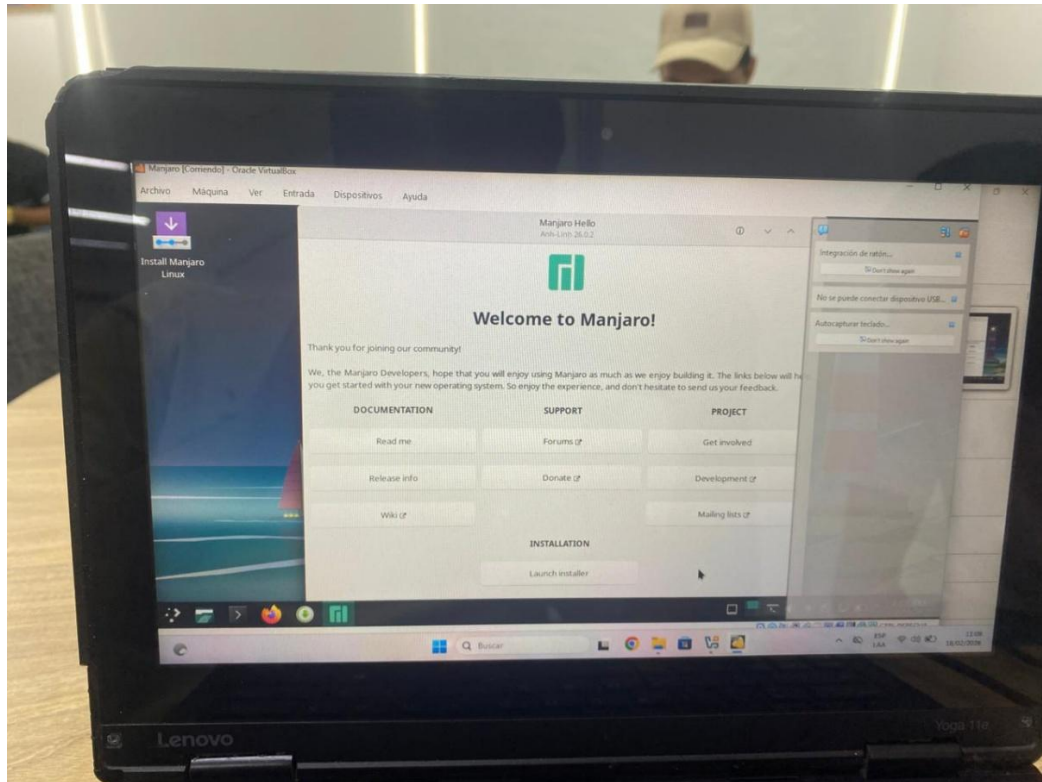 Manjaro [Corriendo] - Oracle VirtualBox
Archivo Máquina Ver Entrada Dispositivos Ayuda
Install Manjaro
Linux
Manjaro Hello
Anh-Linh 26.0.2
Welcome to Manjaro!
Thank you for joining our community!
We, the Manjaro Developers, hope that you will enjoy using Manjaro as much as we enjoy building it. The links below will
you get started with your new operating system. So enjoy the experience, and don't hesitate to send us your feedback.
DOCUMENTATION SUPPORT PROJECT
Read me Forums Get involved
Release info Donate Development
Wiki Mailing lists
INSTALLATION
Launch installer
Integración de ratón...
Don't show again
No se puede conectar dispositivo USB...
Autocapturar teclado...
Don't show again
Buscar
ESP
LAA
Lenovo
Yoga 11e